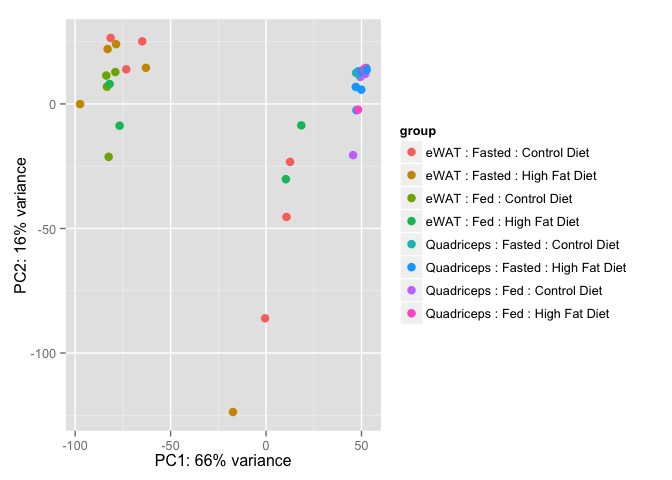 0
-50
-100
-100
-50
0
50
PC1: 66% variance
PC2: 16% variance
group
eWAT : Fasted : Control Diet
eWAT : Fasted : High Fat Diet
eWAT : Fed : Control Diet
eWAT : Fed : High Fat Diet
Quadriceps : Fasted : Control Diet
Quadriceps : Fasted : High Fat Diet
Quadriceps : Fed : Control Diet
Quadriceps : Fed : High Fat Diet